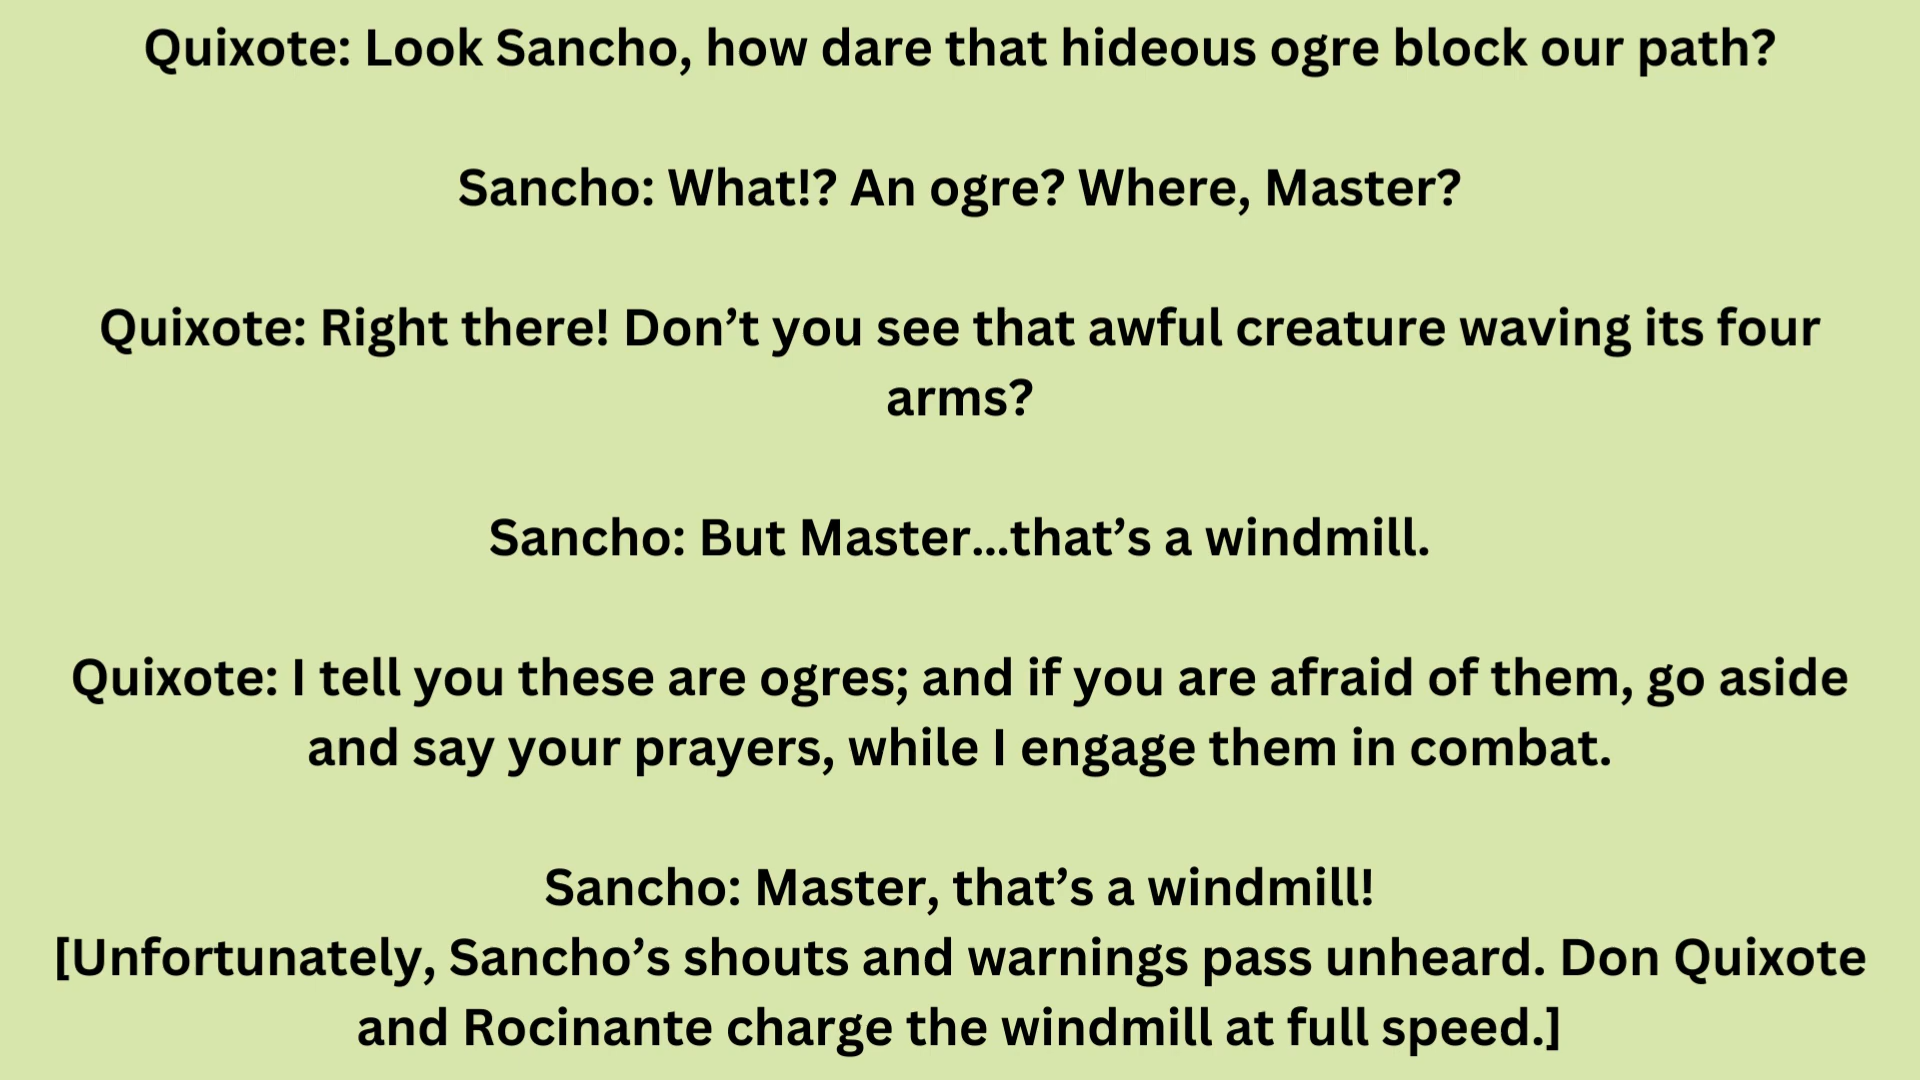 Quixote: Look Sancho, how dare that hideous ogre block our path?
Sancho: What!? An ogre? Where, Master?
Quixote: Right there! Don’t you see that awful creature waving its four
arms?
Sancho: But Master...that’s a windmill.
Quixote: I tell you these are ogres; and if you are afraid of them, go aside
and say your prayers, while I engage them in combat.
Sancho: Master, that’s a windmill!
[Unfortunately, Sancho’s shouts and warnings pass unheard. Don Quixote
and Rocinante charge the windmill at full speed.]